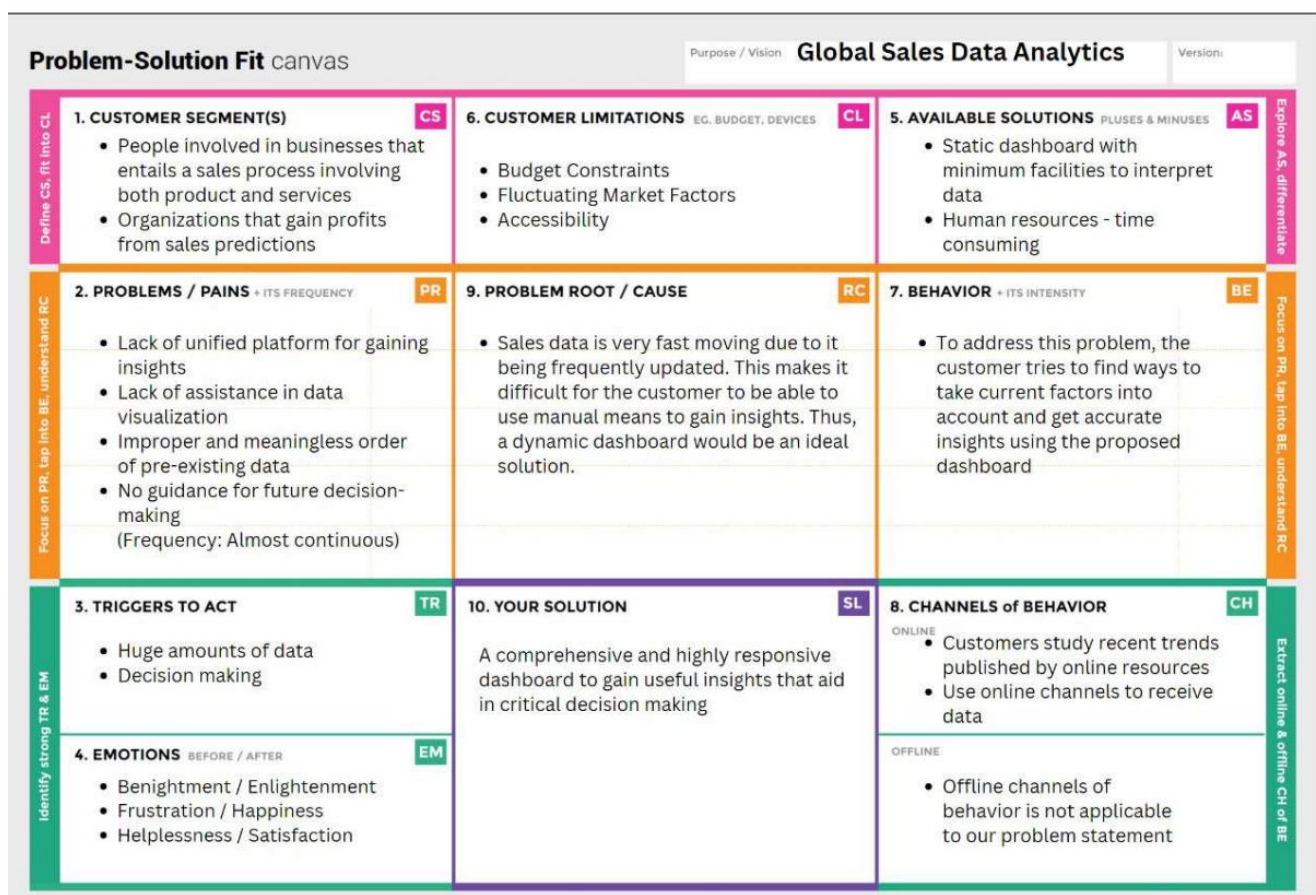 Problem-Solution Fit canvas
Purpose / Vision
Global Sales Data Analytics
Version:
Define CS, fit into CL
1. CUSTOMER SEGMENT(S)
CS
• People involved in businesses that
entails a sales process involving
both product and services
• Organizations that gain profits
from sales predictions
6. CUSTOMER LIMITATIONS EG. BUDGET, DEVICES
CL
• Budget Constraints
• Fluctuating Market Factors
• Accessibility
5. AVAILABLE SOLUTIONS PLUSES & MINUSES
AS
• Static dashboard with
minimum facilities to interpret
data
• Human resources - time
consuming
Explore AS, differentiate
Focus on PR, tap into BE, understand RC
2. PROBLEMS / PAINS + ITS FREQUENCY
PR
• Lack of unified platform for gaining
insights
• Lack of assistance in data
visualization
• Improper and meaningless order
of pre-existing data
• No guidance for future decision-
making
(Frequency: Almost continuous)
9. PROBLEM ROOT / CAUSE
RC
• Sales data is very fast moving due to it
being frequently updated. This makes it
difficult for the customer to be able to
use manual means to gain insights. Thus,
a dynamic dashboard would be an ideal
solution.
7. BEHAVIOR + ITS INTENSITY
BE
• To address this problem, the
customer tries to find ways to
take current factors into
account and get accurate
insights using the proposed
dashboard
Focus on PR, tap into BE, understand RC
Identify strong TR & EM
3. TRIGGERS TO ACT
TR
• Huge amounts of data
• Decision making
4. EMOTIONS BEFORE / AFTER
EM
• Benightment / Enlightenment
• Frustration / Happiness
• Helplessness / Satisfaction
10. YOUR SOLUTION
SL
A comprehensive and highly responsive
dashboard to gain useful insights that aid
in critical decision making
8. CHANNELS of BEHAVIOR
CH
ONLINE
• Customers study recent trends
published by online resources
• Use online channels to receive
data
OFFLINE
• Offline channels of
behavior is not applicable
to our problem statement
Extract online & offline CH of BE